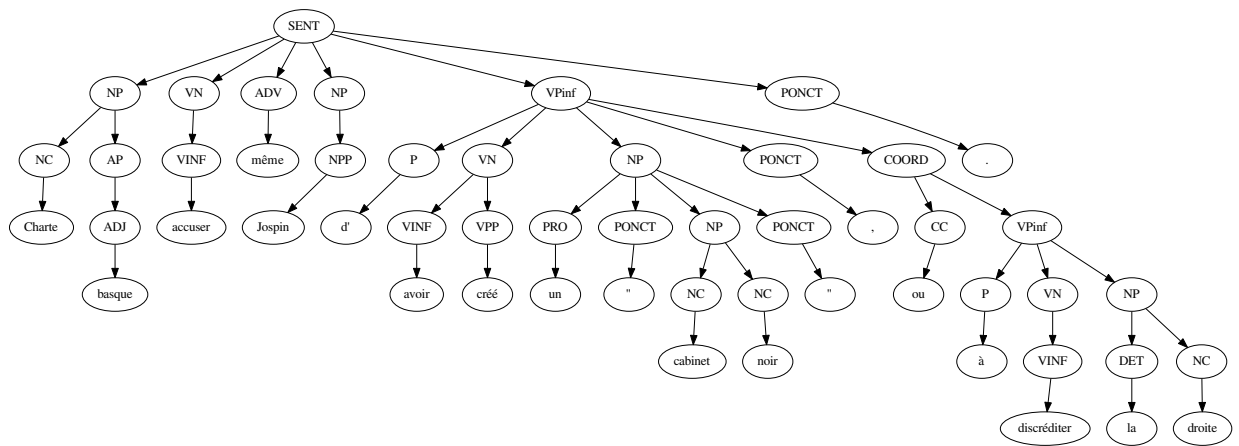 SENT
NP VN ADV NP VPinf PONCT
NC AP VINF même NPP P VN NP PONCT COORD .
Charte ADJ accuser Jospin d' VINF VPP PRO PONCT NP PONCT , CC VPinf
basque avoir créé un " NC NC " ou P VN NP
cabinet noir à VINF DET NC
discréditer la droite